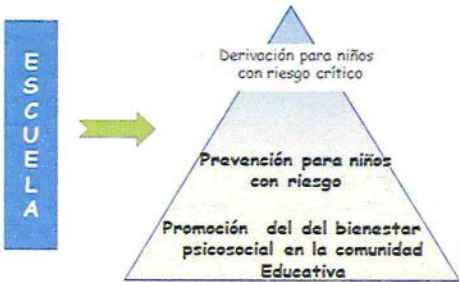 ESCUELA
Derivación para niños
con riesgo crítico
Prevención para niños
con riesgo
Promoción del del bienestar
psicosocial en la comunidad
Educativa